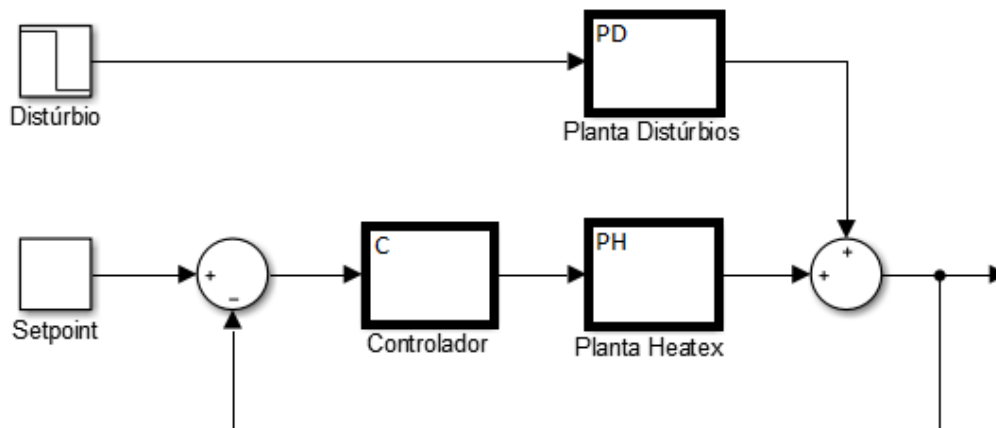 PD
Distúrbio
Planta Distúrbios
+
C
PH
+
−
+
Setpoint
Controlador
Planta Heatex